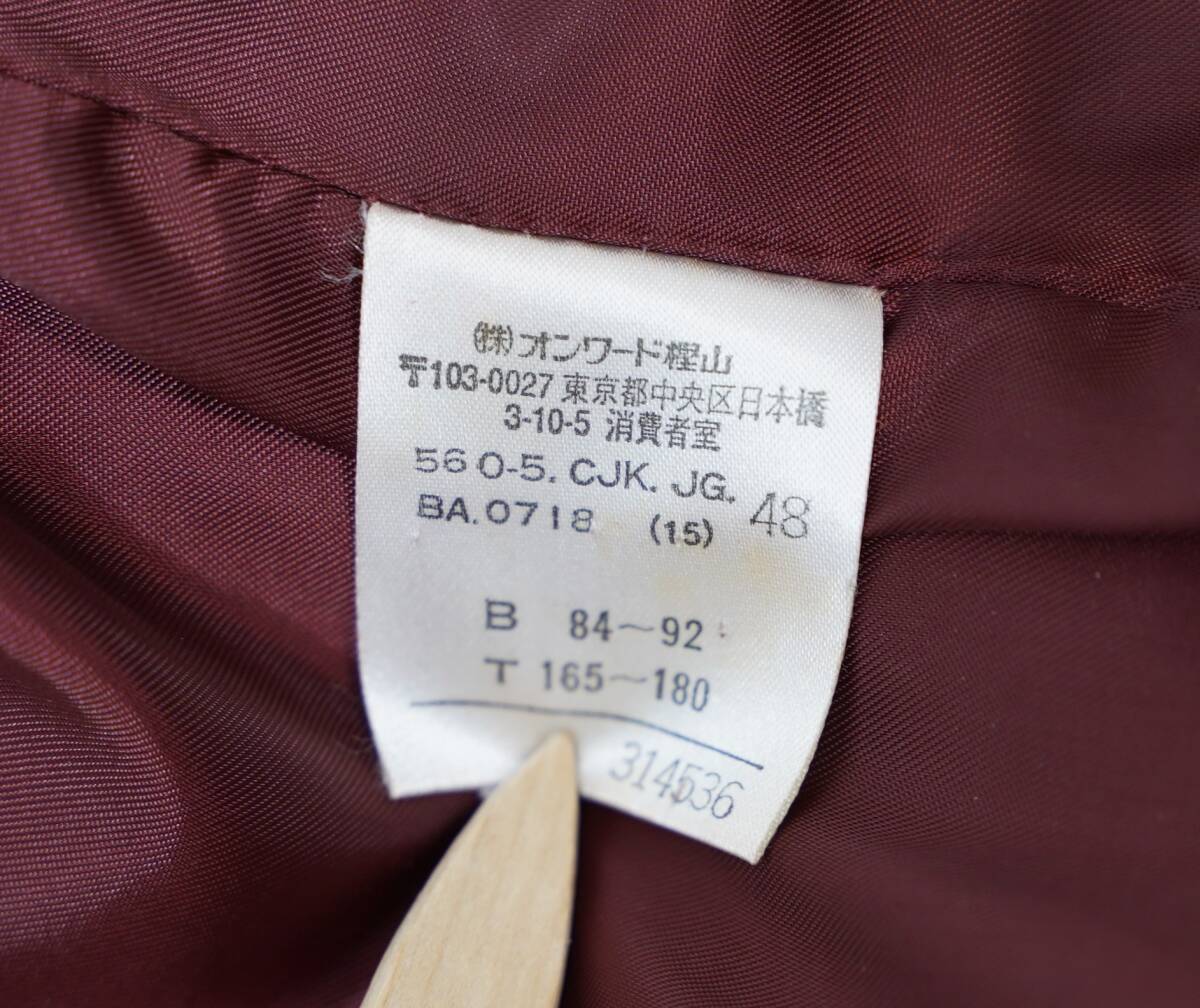 (株)オンワード樫山
〒103-0027 東京都中央区日本橋
3-10-5 消費者室
560-5. CJK. JG. 48
BA.0718 (15)
B 84～92
T 165～180
314536